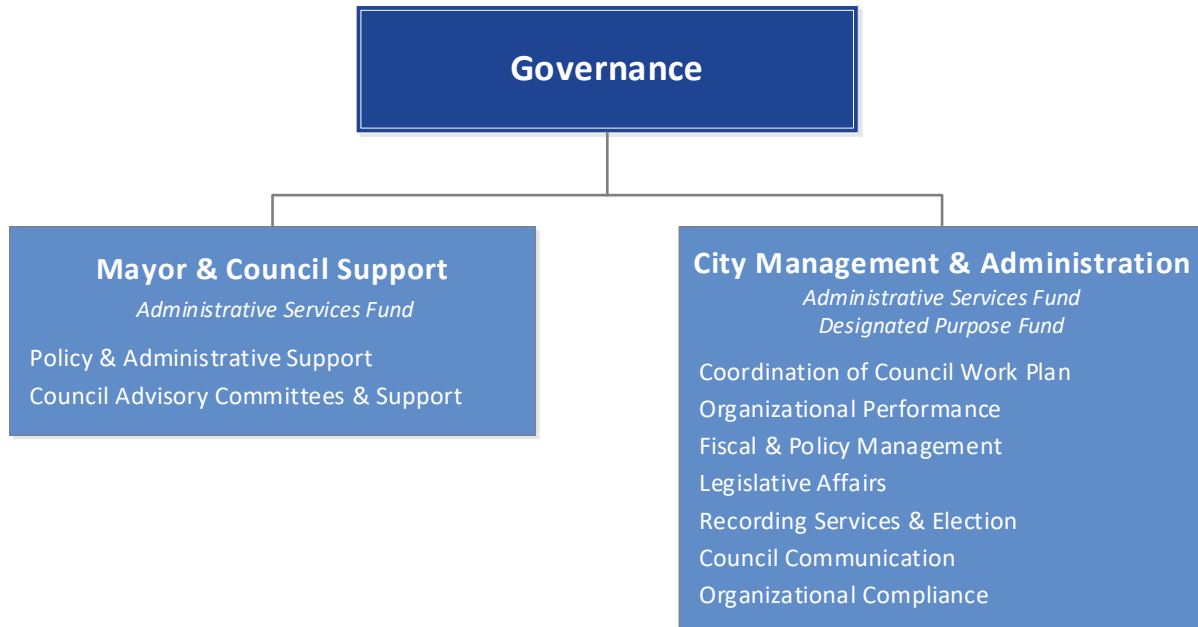 Governance
Mayor & Council Support
Administrative Services Fund
Policy & Administrative Support
Council Advisory Committees & Support
City Management & Administration
Administrative Services Fund
Designated Purpose Fund
Coordination of Council Work Plan
Organizational Performance
Fiscal & Policy Management
Legislative Affairs
Recording Services & Election
Council Communication
Organizational Compliance